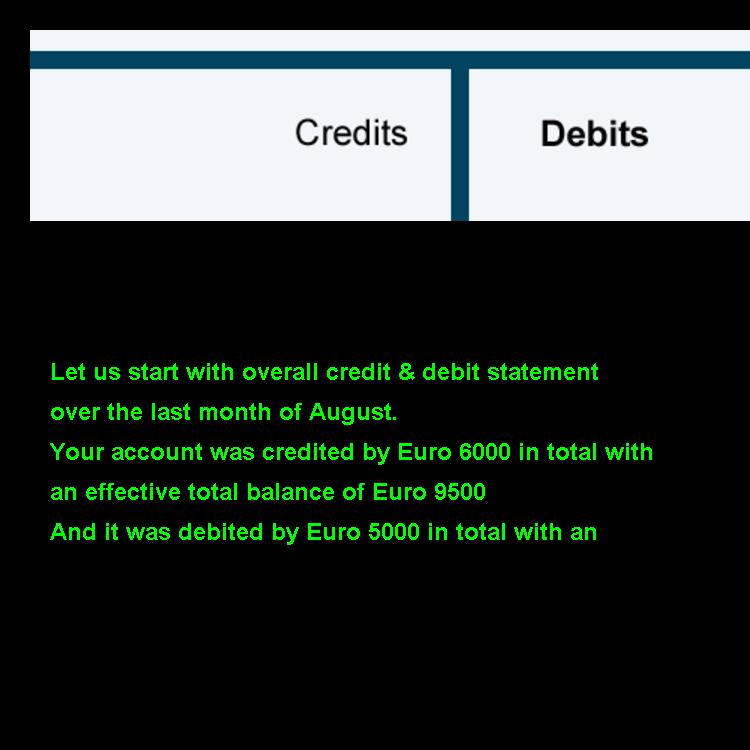 Credits Debits
Let us start with overall credit & debit statement
over the last month of August.
Your account was credited by Euro 6000 in total with
an effective total balance of Euro 9500
And it was debited by Euro 5000 in total with an